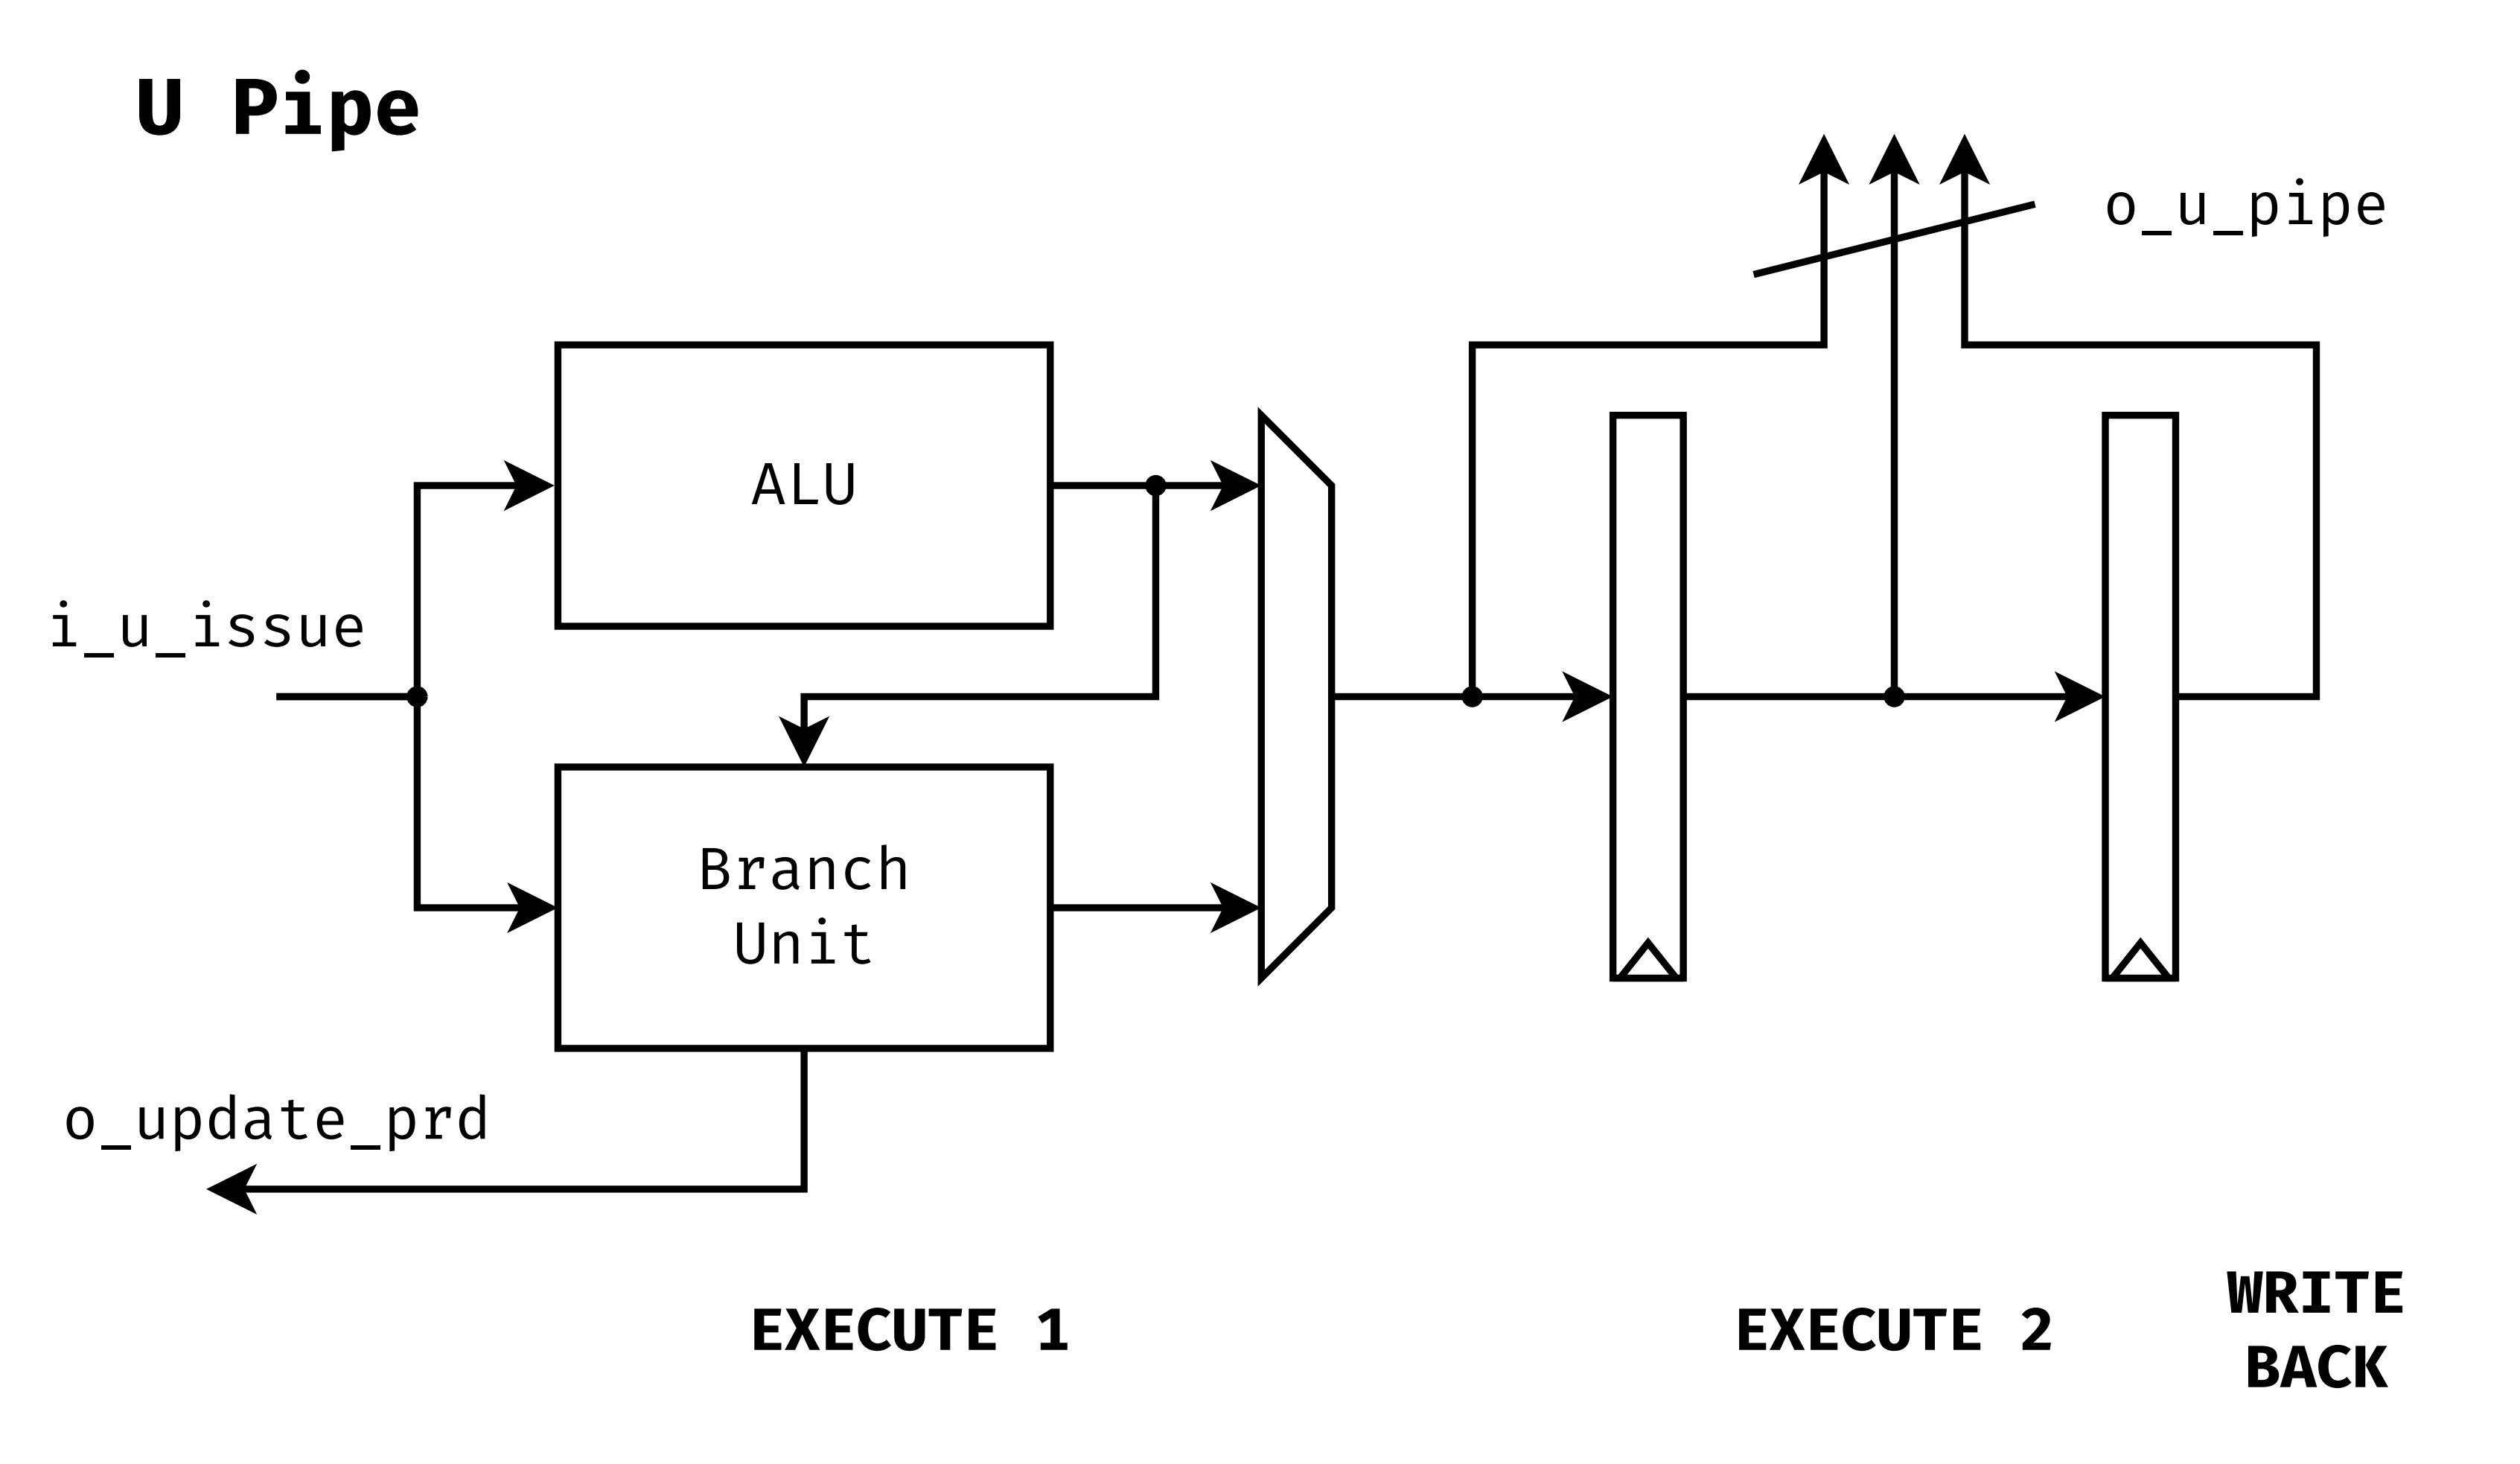 U Pipe
o_u_pipe
ALU
i_u_issue
Branch
Unit
o_update_prd
EXECUTE 1
EXECUTE 2
WRITE
BACK